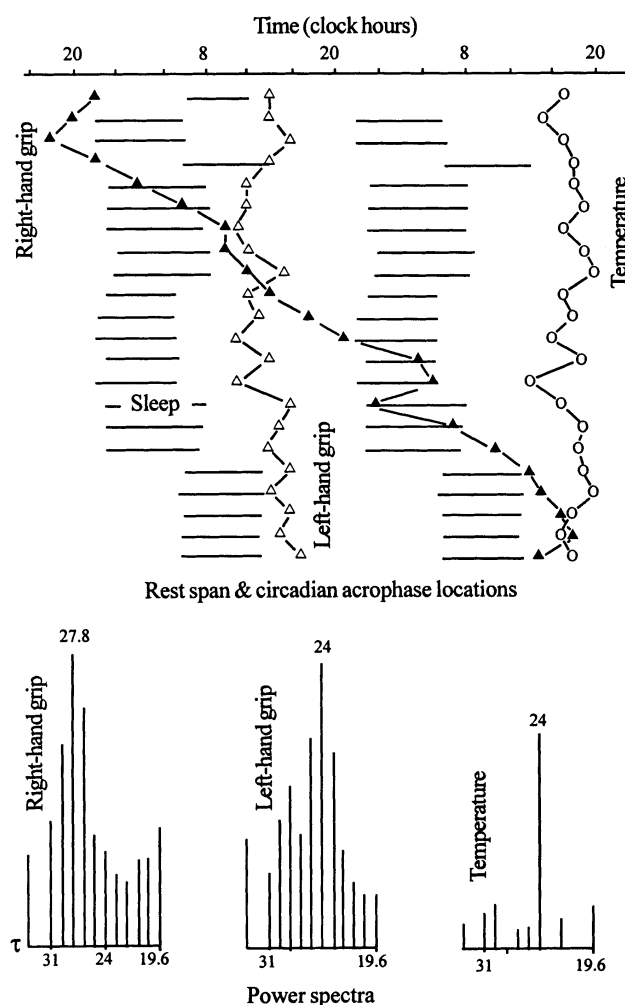 Time (clock hours)
20 8 20 8 20
Right-hand grip
Temperature
Sleep
Left-hand grip
Rest span & circadian acrophase locations
27.8
24
24
Right-hand grip
Left-hand grip
Temperature
τ
31 24 19.6
31 19.6
31 19.6
Power spectra